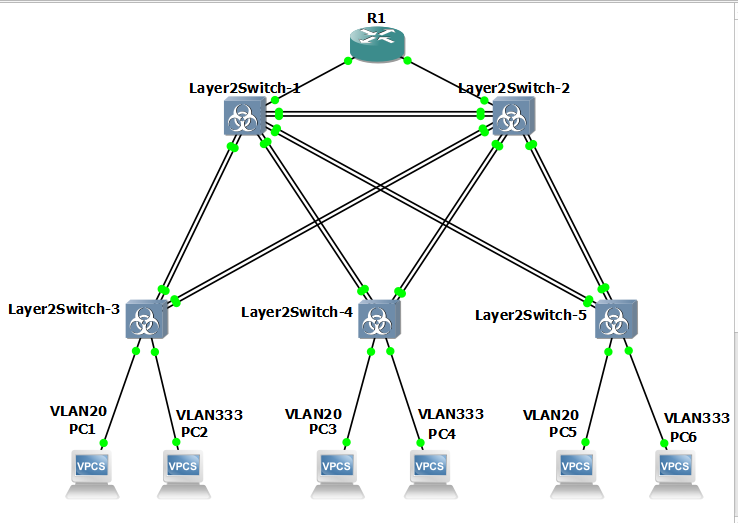 R1
Layer2Switch-1
Layer2Switch-2
Layer2Switch-3
Layer2Switch-4
Layer2Switch-5
VLAN20
PC1
VLAN333
PC2
VLAN20
PC3
VLAN333
PC4
VLAN20
PC5
VLAN333
PC6
VPCS
VPCS
VPCS
VPCS
VPCS
VPCS